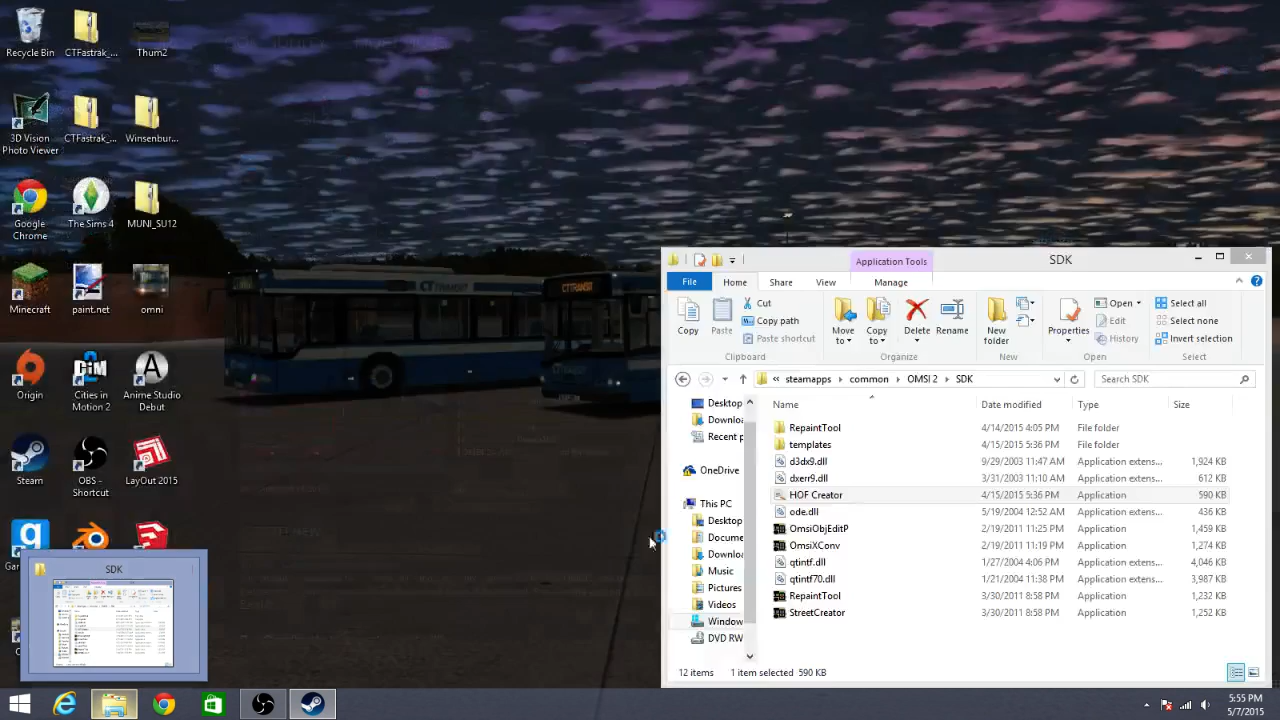 Recycle Bin
CTFastrak_...
Thum2
3D Vision Photo Viewer
CTFastrak_...
Winsenbur...
Google Chrome
The Sims 4
MUNI_SU12
Minecraft
paint.net
omni
Origin
Cities in Motion 2
Anime Studio Debut
Steam
OBS - Shortcut
LayOut 2015
SDK
CTTRANSIT
Application Tools
SDK
File
Home
Share
View
Manage
Copy
Paste
Cut
Copy path
Paste shortcut
Move to
Copy to
Delete
Rename
New folder
Properties
Open
Edit
History
Select all
Select none
Invert selection
Clipboard
Organize
New
Open
Select
« steamapps › common › OMSI 2 › SDK
Search SDK
Desktop
Downloa
Recent p
OneDrive
This PC
Desktop
Docume
Downloa
Music
Pictures
Videos
Window
DVD RW
Name Date modified Type Size
RepaintTool 4/14/2015 4:05 PM File folder
templates 4/15/2015 5:36 PM File folder
d3dx9.dll 9/29/2003 11:47 AM Application extens... 1,924 KB
dxerr9.dll 3/31/2003 11:10 AM Application extens... 612 KB
HOF Creator 4/15/2015 5:36 PM Application 590 KB
ode.dll 5/19/2004 12:52 AM Application extens... 436 KB
OmsiObjEditP 2/19/2011 11:25 PM Application 1,459 KB
OmsiXConv 2/19/2011 11:19 PM Application 1,274 KB
qtintf.dll 1/27/2004 4:06 PM Application extens... 4,046 KB
qtintf70.dll 1/21/2004 11:38 PM Application extens... 3,987 KB
RepaintTool 3/30/2011 8:58 PM Application 1,232 KB
StreetCreator 3/30/2011 8:58 PM Application 1,232 KB
12 items 1 item selected 590 KB
5:55 PM
5/7/2015